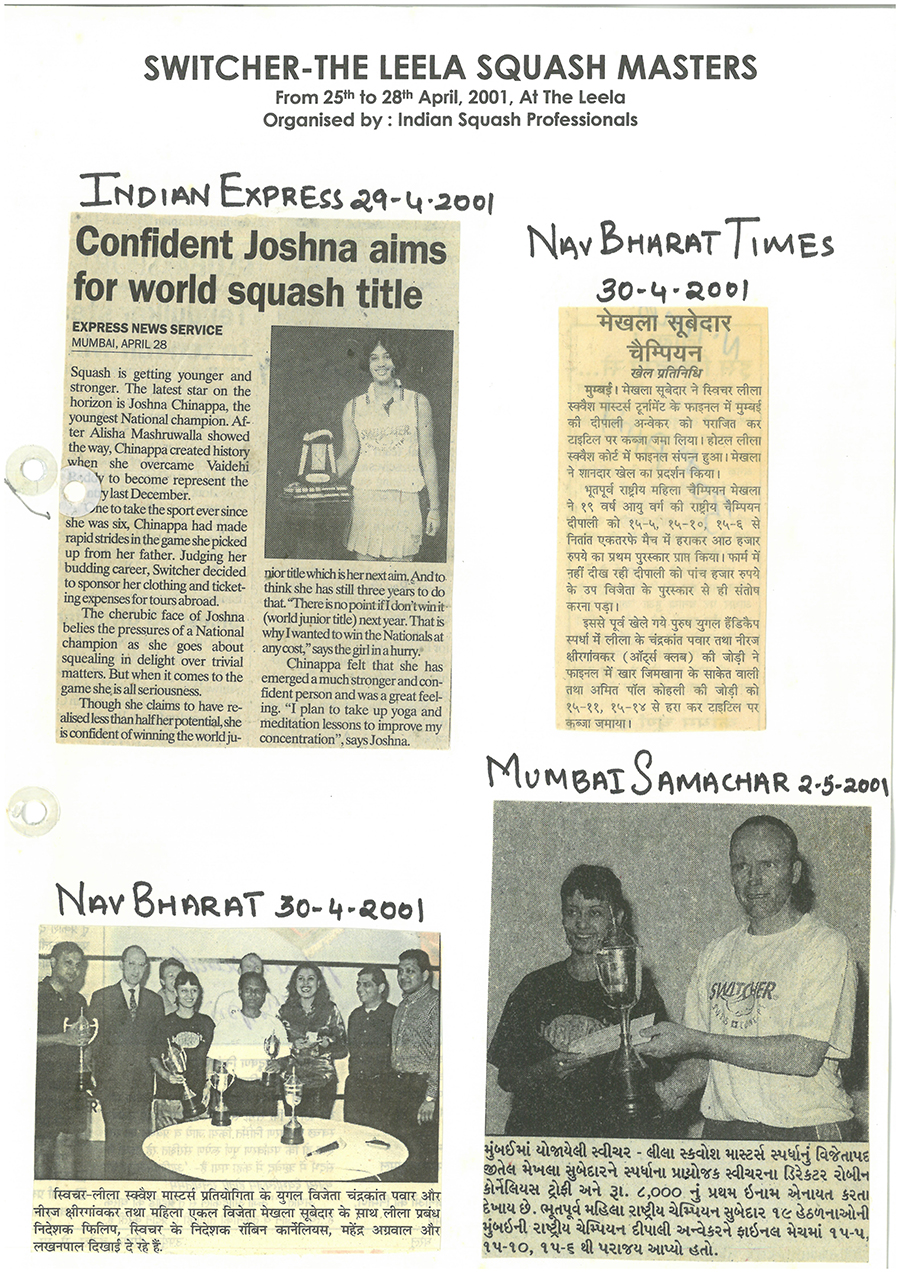 SWITCHER-THE LEELA SQUASH MASTERS
From 25th to 28th April, 2001, At The Leela
Organised by : Indian Squash Professionals
INDIAN EXPRESS 29-4-2001
Confident Joshna aims
for world squash title
EXPRESS NEWS SERVICE
MUMBAI, APRIL 28
Squash is getting younger and
stronger. The latest star on the
horizon is Joshna Chinappa, the
youngest National champion. Af-
ter Alisha Mashruwalla showed
the way, Chinappa created history
when she overcame Vaidehi
to become represent the
last December.
to take the sport ever since
she was six, Chinappa had made
rapid strides in the game she picked
up from her father. Judging her
budding career, Switcher decided
to sponsor her clothing and ticket-
ing expenses for tours abroad.
The cherubic face of Joshna
belies the pressures of a National
champion as she goes about
squealing in delight over trivial
matters. But when it comes to the
game she is all seriousness.
Though she claims to have re-
alised less than half her potential, she
is confident of winning the world ju-
SWITCHER
nior title which is her next aim. And to
think she has still three years to do
that. “There is no point if I don't win it
(world junior title) next year. That is
why I wanted to win the Nationals at
any cost,” says the girl in a hurry.
Chinappa felt that she has
emerged a much stronger and con-
fident person and was a great feel-
ing. “I plan to take up yoga and
meditation lessons to improve my
concentration”, says Joshna.
NAV BHARAT TIMES
30-4-2001
मेखला सूबेदार
चैम्पियन
खेल प्रतिनिधि
मुम्बई। मेखला सूबेदार ने स्विचर लीला
स्क्वैश मास्टर्स टूर्नामेंट के फाइनल में मुम्बई
की दीपाली अन्वेकर को पराजित कर
टाइटिल पर कब्जा जमा लिया। होटल लीला
स्क्वैश कोर्ट में फाइनल संपन्न हुआ। मेखला
ने शानदार खेल का प्रदर्शन किया।
भूतपूर्व राष्ट्रीय महिला चैम्पियन मेखला
ने १९ वर्ष आयु वर्ग की राष्ट्रीय चैम्पियन
दीपाली को १५-५, १५-१०, १५-६ से
नितांत एकतरफे मैच में हराकर आठ हजार
रुपये का प्रथम पुरस्कार प्राप्त किया। फार्म में
नहीं दीख रही दीपाली को पांच हजार रुपये
के उप विजेता के पुरस्कार से ही संतोष
करना पड़ा।
इससे पूर्व खेले गये पुरुष युगल हैंडिकैप
स्पर्धा में लीला के चंद्रकांत पवार तथा नीरज
क्षीरगांवकर (ऑर्ट्स क्लब) की जोड़ी ने
फाइनल में खार जिमखाना के साकेत वाली
तथा अमित पॉल कोहली की जोड़ी को
१५-११, १५-१४ से हरा कर टाइटिल पर
कब्जा जमाया।
NAV BHARAT 30-4-2001
स्विचर-लीला स्क्वैश मास्टर्स प्रतियोगिता के युगल विजेता चंद्रकांत पवार और
नीरज क्षीरगांवकर तथा महिला एकल विजेता मेखला सूबेदार के साथ लीला प्रबंध
निदेशक फिलिप, स्विचर के निदेशक रॉबिन कार्नेलियस, महेंद्र अग्रवाल और
लखनपाल दिखाई दे रहे हैं.
MUMBAI SAMACHAR 2-5-2001
SWITCHER
મુંબઈમાં યોજાયેલી સ્વીચર - લીલા સ્કવોશ માસ્ટર્સ સ્પર્ધાનું વિજેતાપદ
જીતેલ મેખલા સુબેદારને સ્પર્ધાના પ્રાયોજક સ્વીચરના ડિરેકટર રોબીન
કોર્નેલિયસ ટ્રોફી અને રૂા. ૮,૦૦૦ નું પ્રથમ ઈનામ એનાયત કરતા
દેખાય છે. ભૂતપૂર્વ મહિલા રાષ્ટ્રીય ચેમ્પિયન સુબેદાર ૧૯ હેઠળનાઓની
મુંબઈની રાષ્ટ્રીય ચેમ્પિયન દીપાલી અન્વેકરને ફાઈનલ મેચમાં ૧૫-૫,
૧૫-૧૦, ૧૫-૬ થી પરાજય આપ્યો હતો.